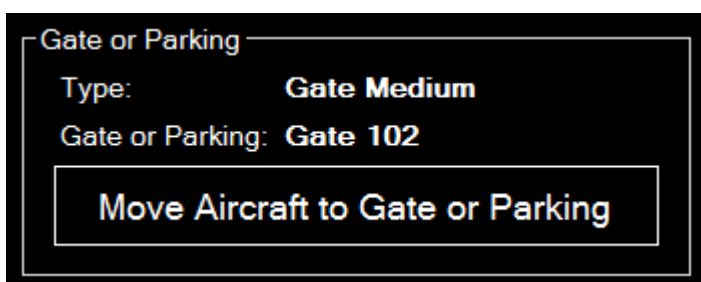 Gate or Parking
Type: Gate Medium
Gate or Parking: Gate 102
Move Aircraft to Gate or Parking